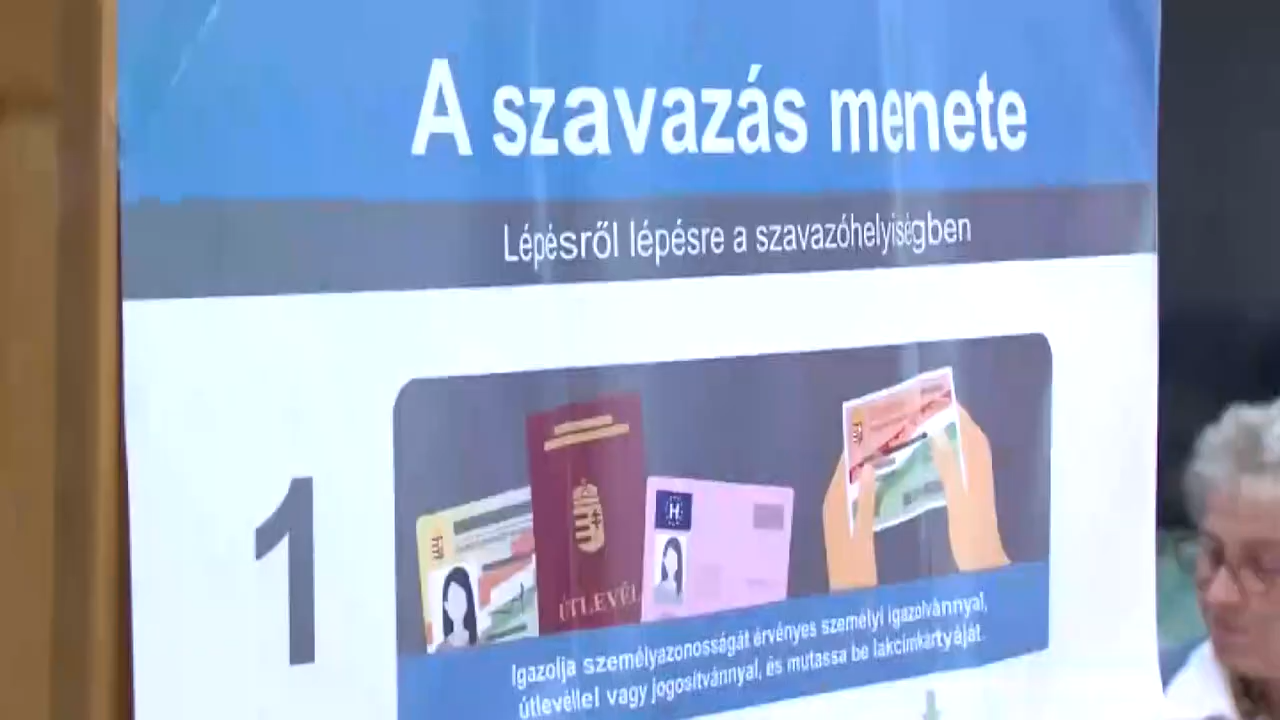 A szavazás menete
Lépésről lépésre a szavazóhelyiségben
1
ÚTLEVÉL
H
Igazolja személyazonosságát érvényes személyi igazolvánnyal,
útlevéllel vagy jogosítvánnyal, és mutassa be lakcímkártyáját.